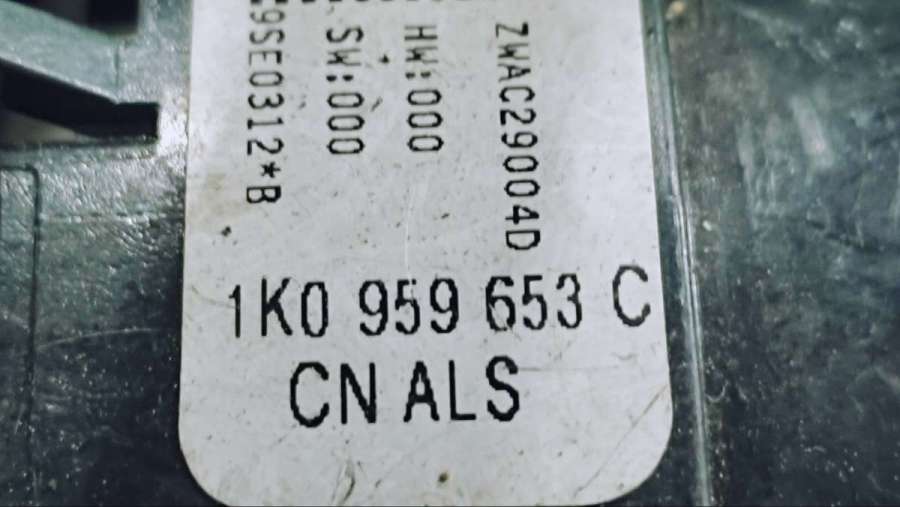 ZWAC29004D
HW:000
SW:000
9SE0312*B
1K0 959 653 C
CN ALS